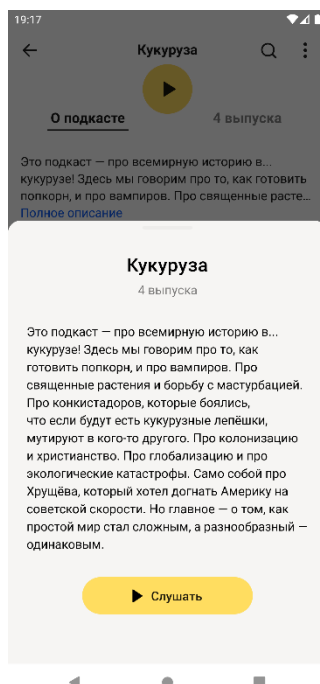 19:17
Кукуруза
О подкасте
4 выпуска
Это подкаст — про всемирную историю в...
кукурузе! Здесь мы говорим про то, как готовить
попкорн, и про вампиров. Про священные расте...
Полное описание
Кукуруза
4 выпуска
Это подкаст — про всемирную историю в...
кукурузе! Здесь мы говорим про то, как
готовить попкорн, и про вампиров. Про
священные растения и борьбу с мастурбацией.
Про конкистадоров, которые боялись,
что если будут есть кукурузные лепёшки,
мутируют в кого-то другого. Про колонизацию
и христианство. Про глобализацию и про
экологические катастрофы. Само собой про
Хрущёва, который хотел догнать Америку на
советской скорости. Но главное — о том, как
простой мир стал сложным, а разнообразный —
одинаковым.
Слушать